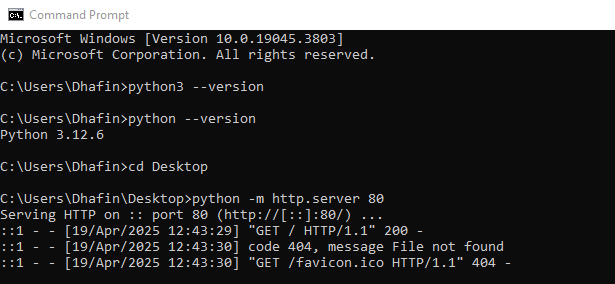 Command Prompt
Microsoft Windows [Version 10.0.19045.3803]
(c) Microsoft Corporation. All rights reserved.
C:\Users\Dhafin>python3 --version
C:\Users\Dhafin>python --version
Python 3.12.6
C:\Users\Dhafin>cd Desktop
C:\Users\Dhafin\Desktop>python -m http.server 80
Serving HTTP on :: port 80 (http://[::]:80/) ...
::1 - - [19/Apr/2025 12:43:29] "GET / HTTP/1.1" 200 -
::1 - - [19/Apr/2025 12:43:30] code 404, message File not found
::1 - - [19/Apr/2025 12:43:30] "GET /favicon.ico HTTP/1.1" 404 -